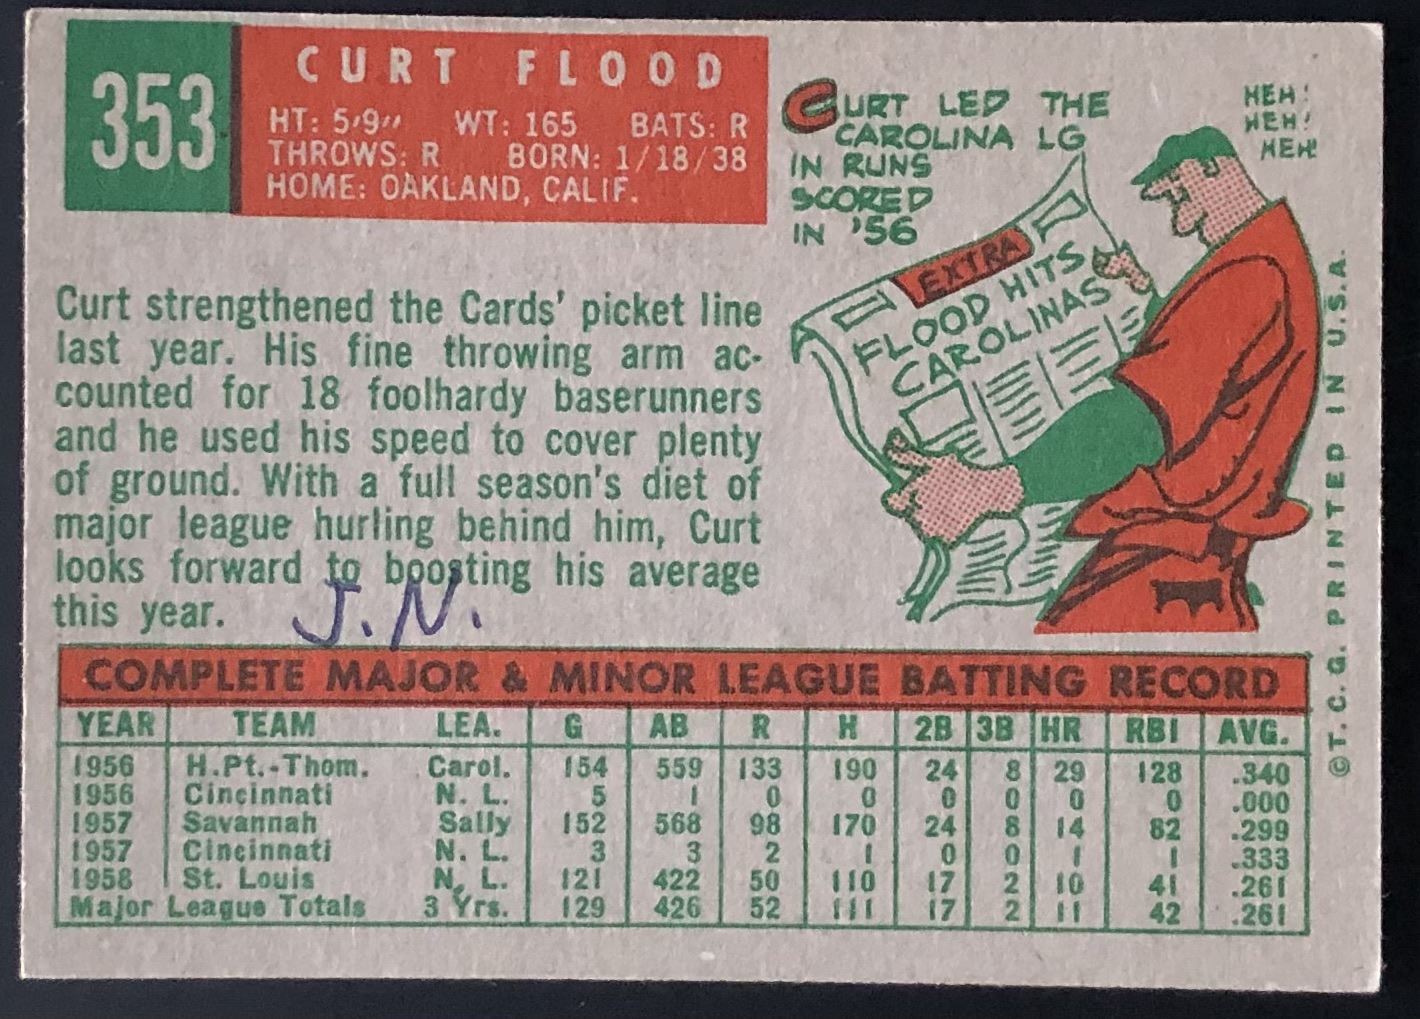 353
CURT FLOOD
HT: 5'9" WT: 165 BATS: R
THROWS: R BORN: 1/18/38
HOME: OAKLAND, CALIF.
CURT LED THE
CAROLINA LG
IN RUNS
SCORED
IN '56
HEH!
HEH!
HEH!
EXTRA
FLOOD HITS
CAROLINAS
Curt strengthened the Cards' picket line
last year. His fine throwing arm ac-
counted for 18 foolhardy baserunners
and he used his speed to cover plenty
of ground. With a full season's diet of
major league hurling behind him, Curt
looks forward to boosting his average
this year.
J.N.
COMPLETE MAJOR & MINOR LEAGUE BATTING RECORD
YEAR TEAM LEA. G AB R H 2B 3B HR RBI AVG.
1956 H.Pt.-Thom. Carol. 154 559 133 190 24 8 29 128 .340
1956 Cincinnati N. L. 5 1 0 0 0 0 0 0 .000
1957 Savannah Sally 152 568 98 170 24 8 14 82 .299
1957 Cincinnati N. L. 3 3 2 1 0 0 1 1 .333
1958 St. Louis N. L. 121 422 50 110 17 2 10 41 .261
Major League Totals 3 Yrs. 129 426 52 111 17 2 11 42 .261
©T.C.G. PRINTED IN U.S.A.